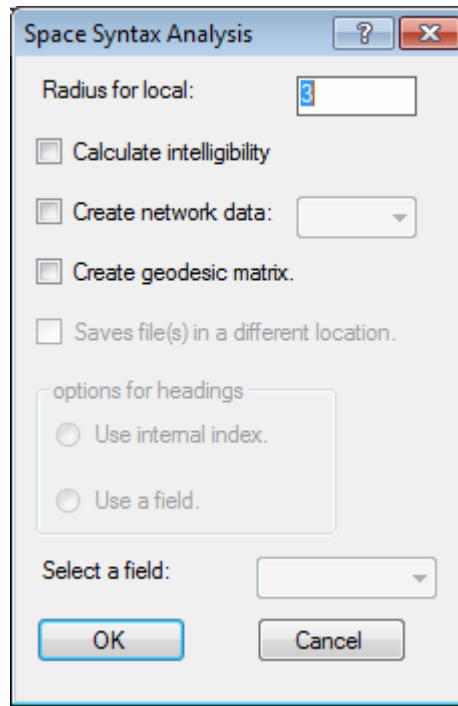 Space Syntax Analysis ?
Radius for local: 3
Calculate intelligibility
Create network data:
Create geodesic matrix.
Saves file(s) in a different location.
options for headings
Use internal index.
Use a field.
Select a field:
OK Cancel